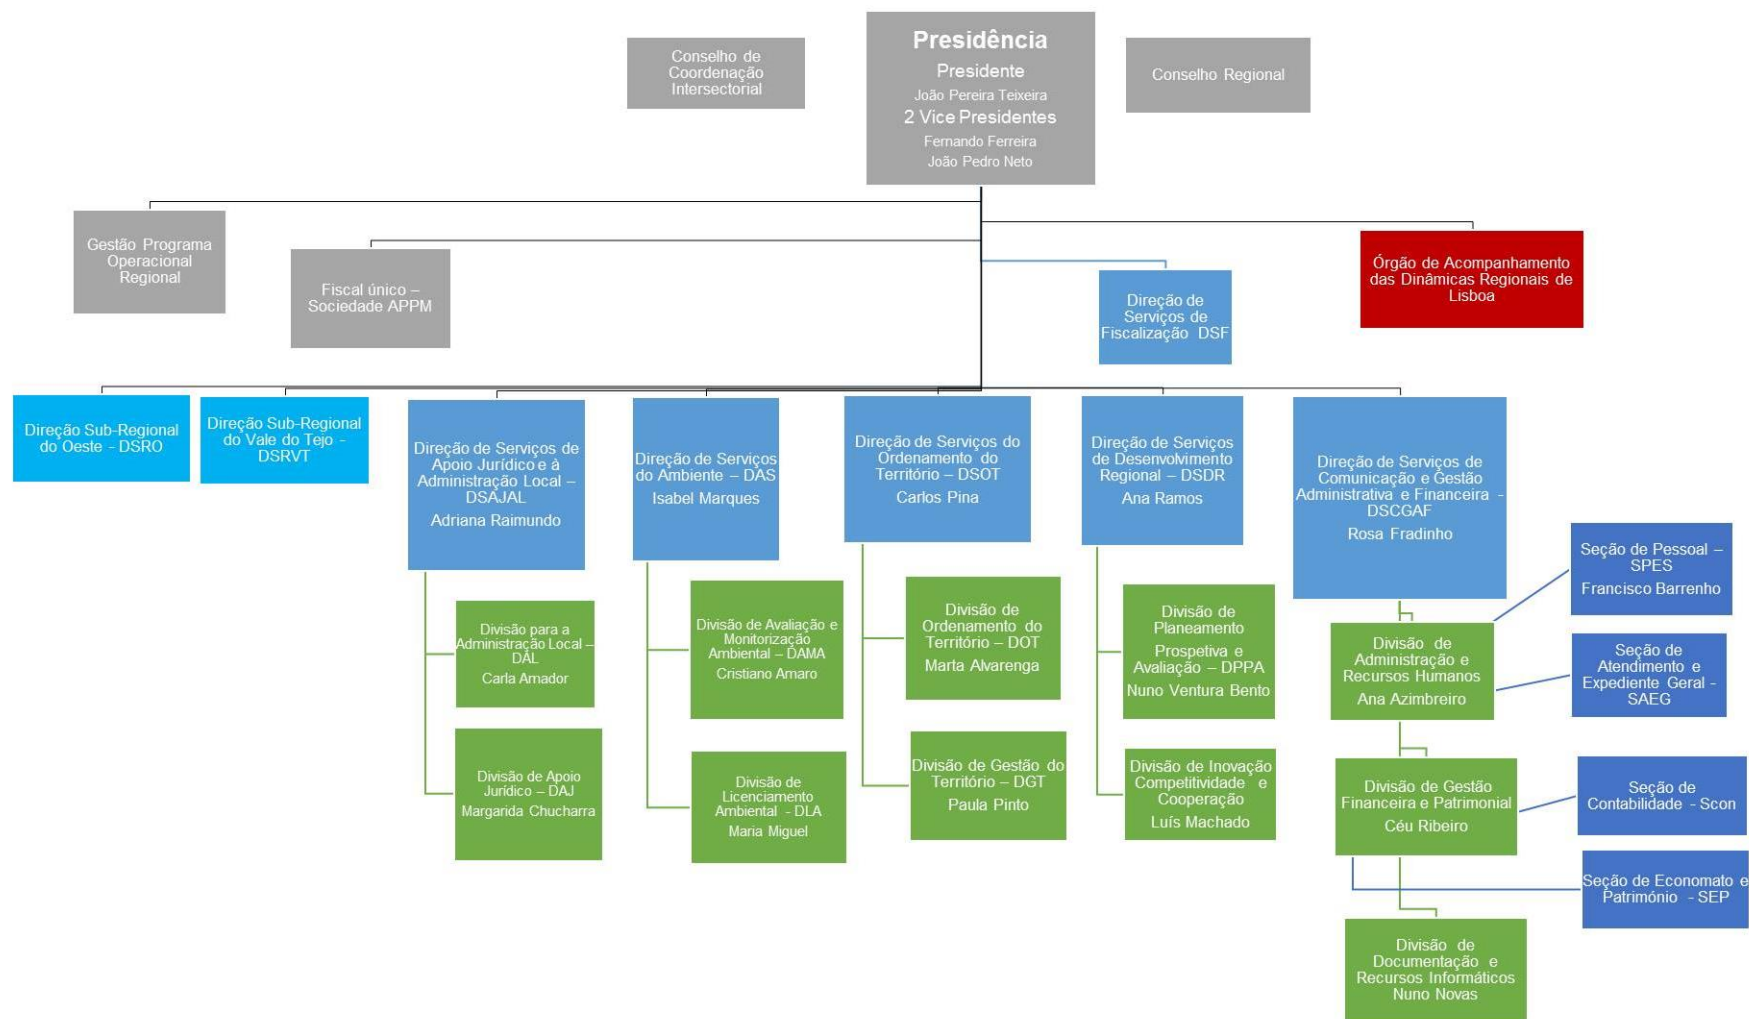 Conselho de
Coordenação
Intersectorial
Presidência
Presidente
João Pereira Teixeira
2 Vice Presidentes
Fernando Ferreira
João Pedro Neto
Conselho Regional
Gestão Programa
Operacional
Regional
Fiscal único –
Sociedade APPM
Direção de
Serviços de
Fiscalização DSF
Órgão de Acompanhamento
das Dinâmicas Regionais de
Lisboa
Direção Sub-Regional
do Oeste - DSRO
Direção Sub-Regional
do Vale do Tejo -
DSRVT
Direção de Serviços de
Apoio Jurídico e à
Administração Local –
DSAJAL
Adriana Raimundo
Direção de Serviços
do Ambiente – DAS
Isabel Marques
Direção de Serviços do
Ordenamento do
Território – DSOT
Carlos Pina
Direção de Serviços
de Desenvolvimento
Regional – DSDR
Ana Ramos
Direção de Serviços de
Comunicação e Gestão
Administrativa e Financeira -
DSCGAF
Rosa Fradinho
Divisão para a
Administração Local –
DAL
Carla Amador
Divisão de Apoio
Jurídico – DAJ
Margarida Chucharra
Divisão de Avaliação e
Monitorização
Ambiental – DAMA
Cristiano Amaro
Divisão de
Licenciamento
Ambiental - DLA
Maria Miguel
Divisão de
Ordenamento do
Território – DOT
Marta Alvarenga
Divisão de Gestão do
Território – DGT
Paula Pinto
Divisão de
Planeamento
Prospetiva e
Avaliação – DPPA
Nuno Ventura Bento
Divisão de Inovação
Competitividade e
Cooperação
Luís Machado
Divisão de
Administração e
Recursos Humanos
Ana Azimbreiro
Divisão de Gestão
Financeira e Patrimonial
Céu Ribeiro
Divisão de
Documentação e
Recursos Informáticos
Nuno Novas
Seção de Pessoal –
SPES
Francisco Barrenho
Seção de
Atendimento e
Expediente Geral -
SAEG
Seção de
Contabilidade - Scon
Seção de Economato e
Património - SEP